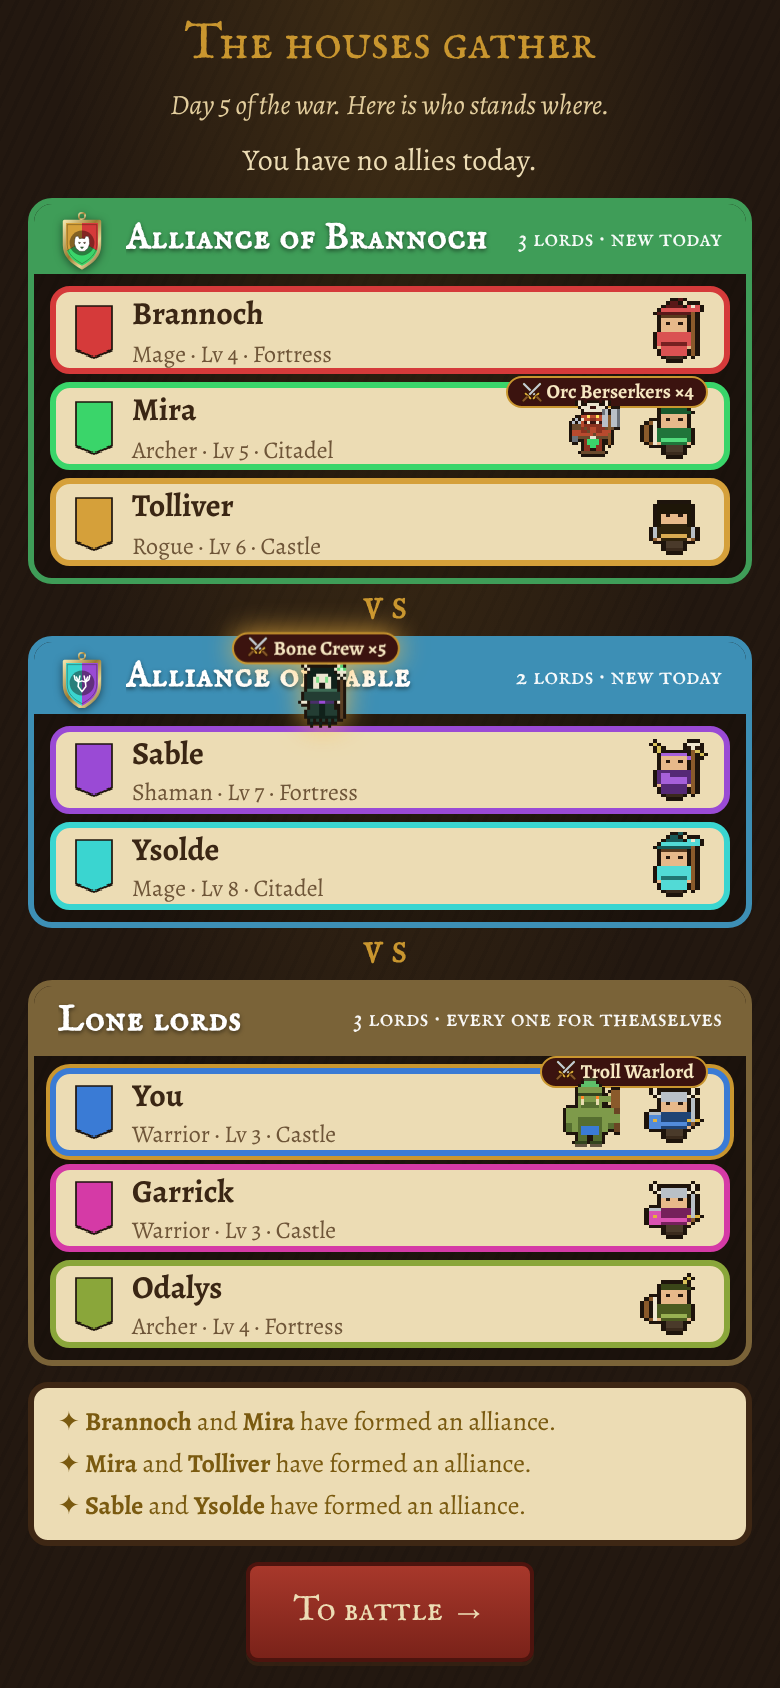 The houses gather
Day 5 of the war. Here is who stands where.
You have no allies today.
Alliance of Brannoch
3 lords · new today
Brannoch
Mage · Lv 4 · Fortress
Orc Berserkers ×4
Mira
Archer · Lv 5 · Citadel
Tolliver
Rogue · Lv 6 · Castle
VS
Bone Crew ×5
Alliance of Sable
2 lords · new today
Sable
Shaman · Lv 7 · Fortress
Ysolde
Mage · Lv 8 · Citadel
VS
Lone lords
3 lords · every one for themselves
Troll Warlord
You
Warrior · Lv 3 · Castle
Garrick
Warrior · Lv 3 · Castle
Odalys
Archer · Lv 4 · Fortress
✦ Brannoch and Mira have formed an alliance.
✦ Mira and Tolliver have formed an alliance.
✦ Sable and Ysolde have formed an alliance.
To battle →